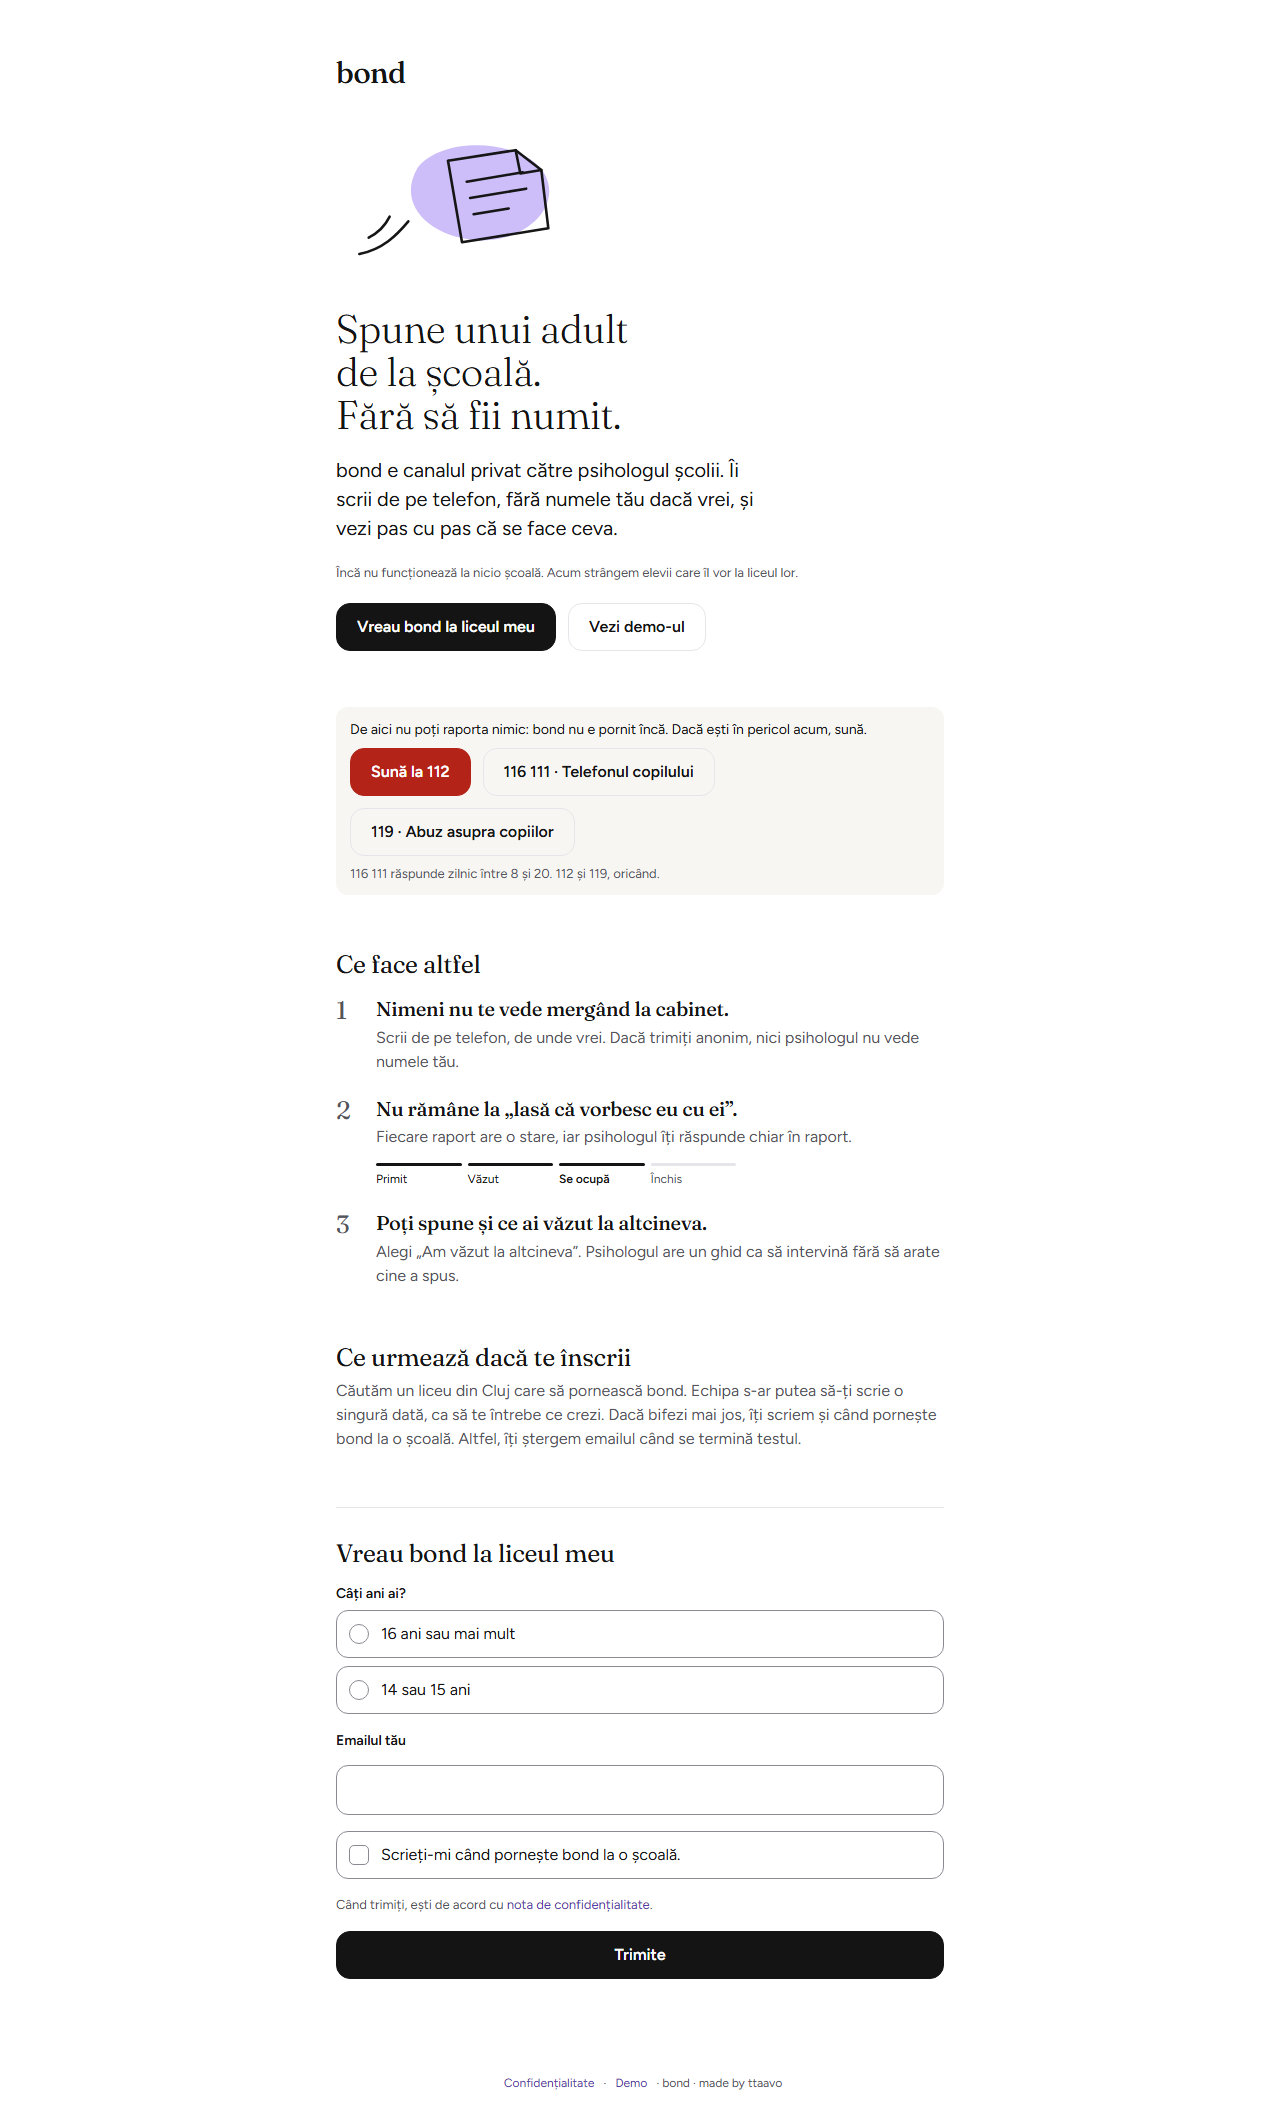 bond
Spune unui adult
de la școală.
Fără să fii numit.
bond e canalul privat către psihologul școlii. Îi
scrii de pe telefon, fără numele tău dacă vrei, și
vezi pas cu pas că se face ceva.
Încă nu funcționează la nicio școală. Acum strângem elevii care îl vor la liceul lor.
Vreau bond la liceul meu
Vezi demo-ul
De aici nu poți raporta nimic: bond nu e pornit încă. Dacă ești în pericol acum, sună.
Sună la 112
116 111 · Telefonul copilului
119 · Abuz asupra copiilor
116 111 răspunde zilnic între 8 și 20. 112 și 119, oricând.
Ce face altfel
1
Nimeni nu te vede mergând la cabinet.
Scrii de pe telefon, de unde vrei. Dacă trimiți anonim, nici psihologul nu vede
numele tău.
2
Nu rămâne la „lasă că vorbesc eu cu ei”.
Fiecare raport are o stare, iar psihologul îți răspunde chiar în raport.
Primit
Văzut
Se ocupă
Închis
3
Poți spune și ce ai văzut la altcineva.
Alegi „Am văzut la altcineva”. Psihologul are un ghid ca să intervină fără să arate
cine a spus.
Ce urmează dacă te înscrii
Căutăm un liceu din Cluj care să pornească bond. Echipa s-ar putea să-ți scrie o
singură dată, ca să te întrebe ce crezi. Dacă bifezi mai jos, îți scriem și când pornește
bond la o școală. Altfel, îți ștergem emailul când se termină testul.
Vreau bond la liceul meu
Câți ani ai?
16 ani sau mai mult
14 sau 15 ani
Emailul tău
Scrieți-mi când pornește bond la o școală.
Când trimiți, ești de acord cu nota de confidențialitate.
Trimite
Confidențialitate · Demo · bond · made by ttaavo